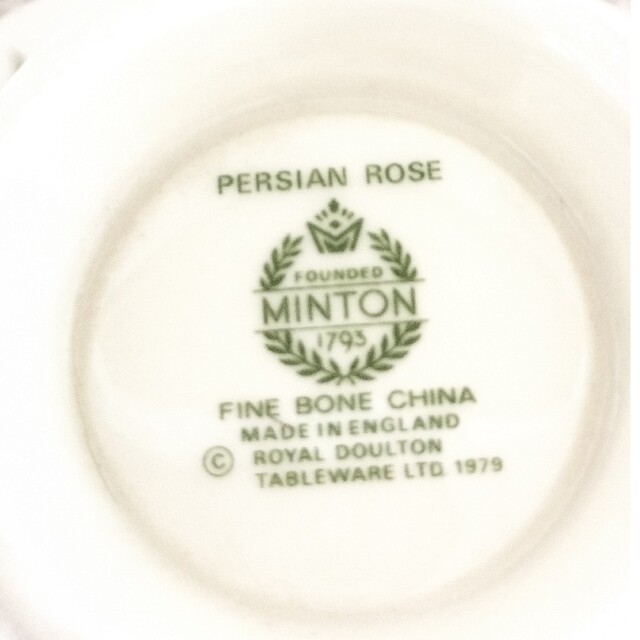 PERSIAN ROSE
FOUNDED
MINTON
1793
FINE BONE CHINA
MADE IN ENGLAND
© ROYAL DOULTON
TABLEWARE LTD. 1979